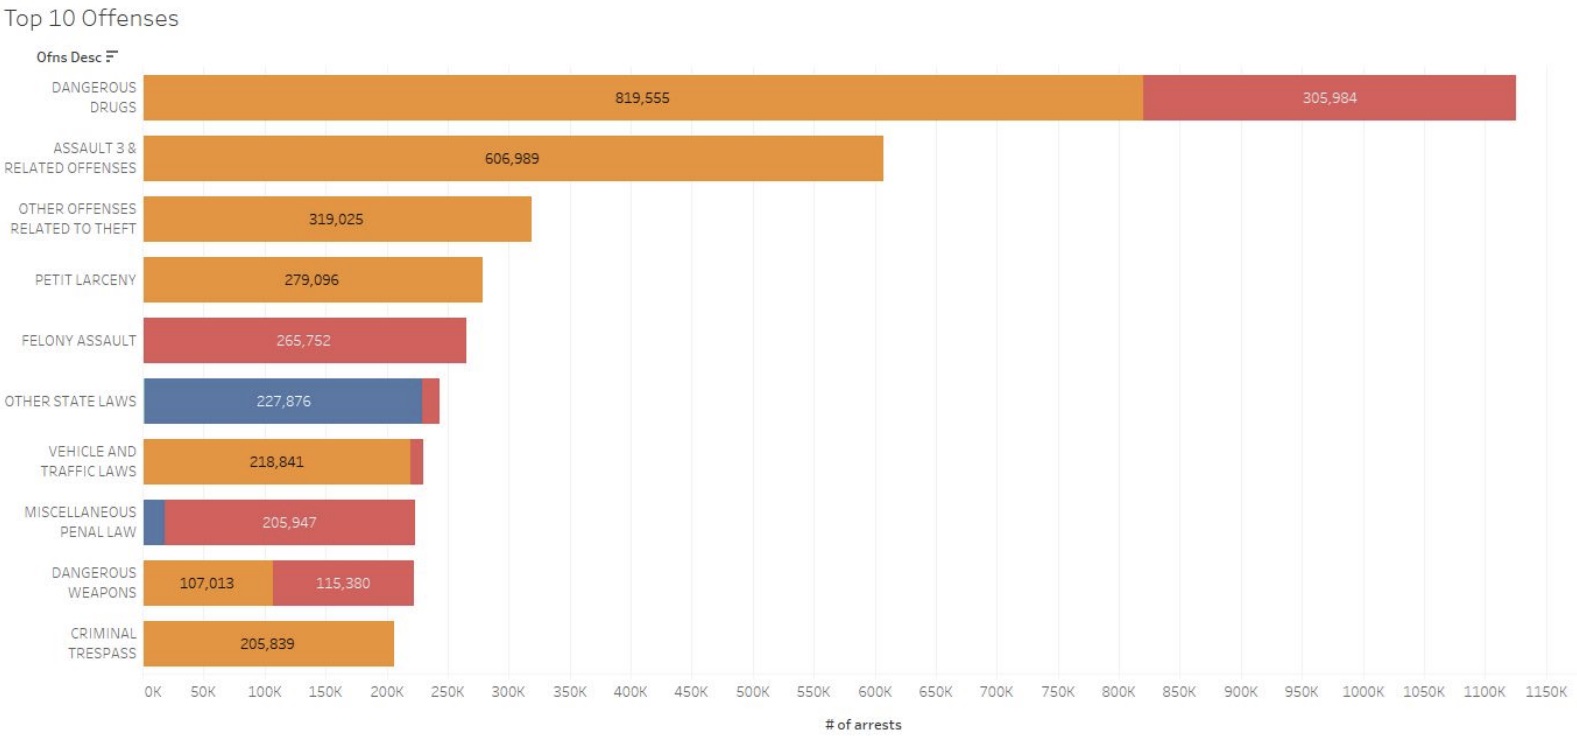 Top 10 Offenses
Ofns Desc
DANGEROUS
DRUGS
819,555
305,984
ASSAULT 3 &
RELATED OFFENSES
606,989
OTHER OFFENSES
RELATED TO THEFT
319,025
PETIT LARCENY
279,096
FELONY ASSAULT
265,752
OTHER STATE LAWS
227,876
VEHICLE AND
TRAFFIC LAWS
218,841
MISCELLANEOUS
PENAL LAW
205,947
DANGEROUS
WEAPONS
107,013
115,380
CRIMINAL
TRESPASS
205,839
0K 50K 100K 150K 200K 250K 300K 350K 400K 450K 500K 550K 600K 650K 700K 750K 800K 850K 900K 950K 1000K 1050K 1100K 1150K
# of arrests